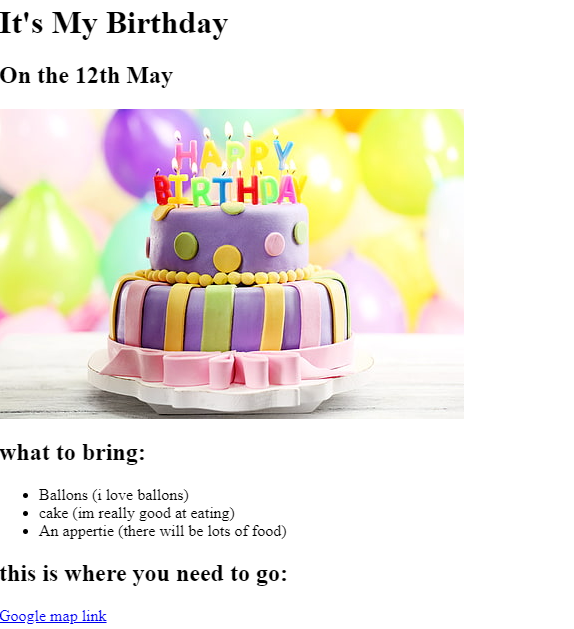 It's My Birthday
On the 12th May
HAPPY
BIRTHDAY
what to bring:
Ballons (i love ballons)
cake (im really good at eating)
An appertie (there will be lots of food)
this is where you need to go:
Google map link